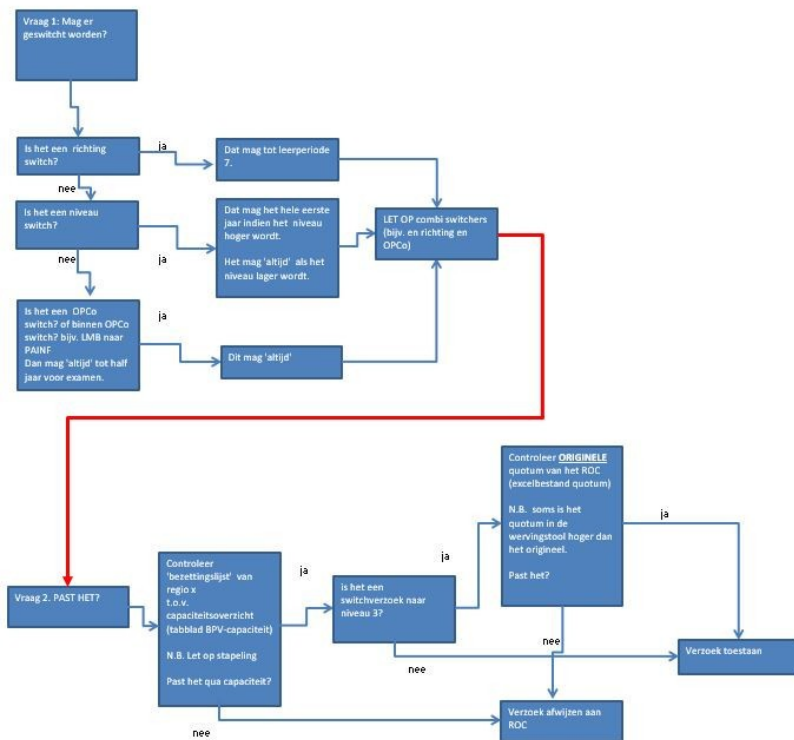 Vraag 1: Mag er
geswitcht worden?
Is het een richting
switch?
ja
Dat mag tot leerperiode
7.
nee
Is het een niveau
switch?
ja
Dat mag het hele eerste
jaar indien het niveau
hoger wordt.
Het mag 'altijd' als het
niveau lager wordt.
LET OP combi switchers
(bijv. en richting en
OPCo)
nee
Is het een OPCo
switch? of binnen OPCo
switch? bijv. LMB naar
PAINF
Dan mag 'altijd' tot half
jaar voor examen.
ja
Dit mag 'altijd'
Vraag 2. PAST HET?
Controleer
'bezettingslijst' van
regio x
t.o.v.
capaciteitsoverzicht
(tabblad BPV-capaciteit)
N.B. Let op stapeling
Past het qua capaciteit?
ja
nee
is het een
switchverzoek naar
niveau 3?
ja
nee
Controleer ORIGINELE
quotum van het ROC
(excelbestand quotum)
N.B. soms is het
quotum in de
wervingstool hoger dan
het origineel.
Past het?
ja
nee
Verzoek toestaan
Verzoek afwijzen aan
ROC